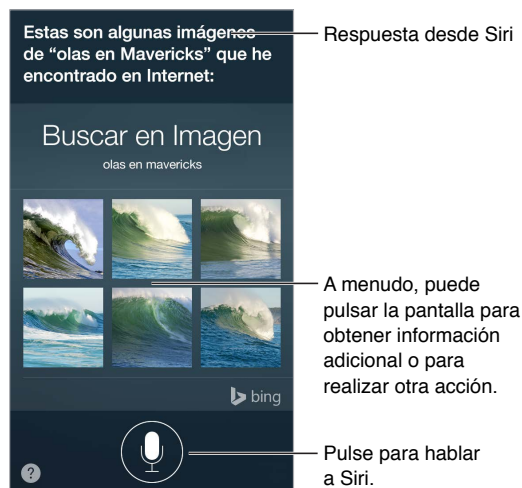 Estas son algunas imágenes
de “olas en Mavericks” que he
encontrado en Internet:
Respuesta desde Siri
Buscar en Imagen
olas en mavericks
A menudo, puede
pulsar la pantalla para
obtener información
adicional o para
realizar otra acción.
bing
Pulse para hablar
a Siri.
?